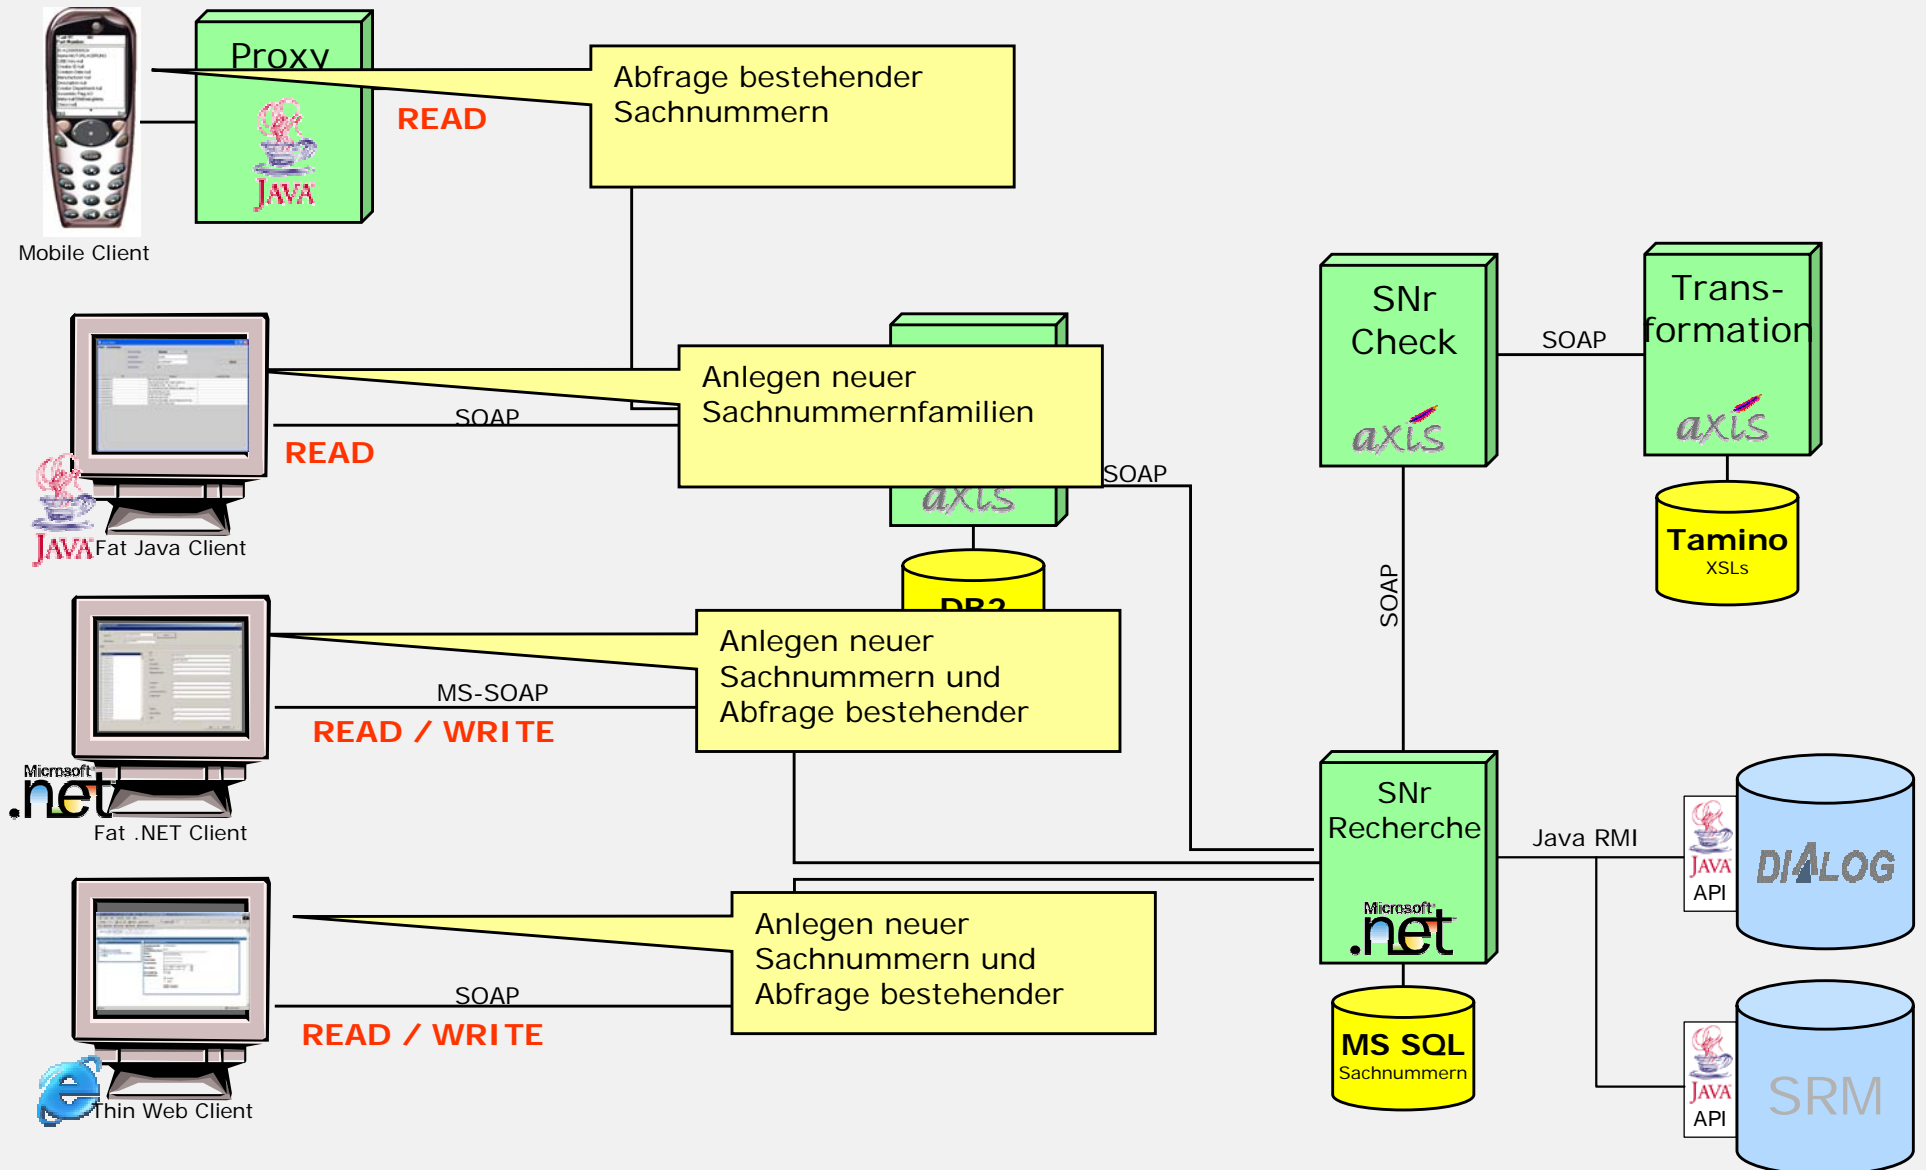 Proxy
JAVA
READ
Abfrage bestehender
Sachnummern
Mobile Client
SNr
Check
axis
SOAP
Trans-
formation
axis
Tamino
XSLs
SOAP
READ
Anlegen neuer
Sachnummernfamilien
axis
SOAP
JAVA
Fat Java Client
DB2
SOAP
MS-SOAP
READ / WRITE
Anlegen neuer
Sachnummern und
Abfrage bestehender
Microsoft
.net
Fat .NET Client
SNr
Recherche
Microsoft
.net
Java RMI
JAVA
API
DIALOG
SOAP
READ / WRITE
Anlegen neuer
Sachnummern und
Abfrage bestehender
Thin Web Client
MS SQL
Sachnummern
JAVA
API
SRM